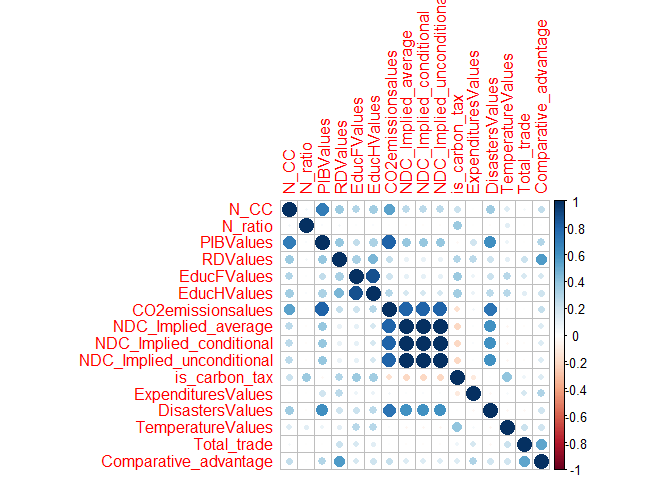 N_CC
N_ratio
PIBValues
RDValues
EducFValues
EducHValues
CO2emissionsalues
NDC_Implied_average
NDC_Implied_conditional
NDC_Implied_unconditional
is_carbon_tax
ExpendituresValues
DisastersValues
TemperatureValues
Total_trade
Comparative_advantage
N_CC
N_ratio
PIBValues
RDValues
EducFValues
EducHValues
CO2emissionsalues
NDC_Implied_average
NDC_Implied_conditional
NDC_Implied_unconditional
is_carbon_tax
ExpendituresValues
DisastersValues
TemperatureValues
Total_trade
Comparative_advantage
1
0.8
0.6
0.4
0.2
0
-0.2
-0.4
-0.6
-0.8
-1